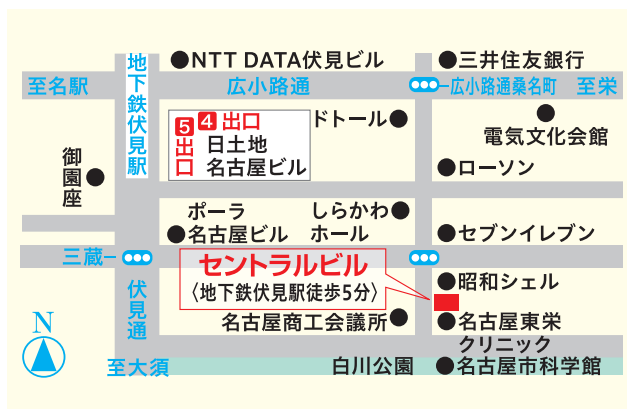 NTT DATA伏見ビル
三井住友銀行
至名駅
地下鉄伏見駅
広小路通
広小路通桑名町
至栄
5 4 出口
出口
日土地
名古屋ビル
ドトール
電気文化会館
御園座
ローソン
ポーラ
名古屋ビル
しらかわ
ホール
セブンイレブン
三蔵
セントラルビル
〈地下鉄伏見駅徒歩5分〉
昭和シェル
伏見通
N
名古屋商工会議所
名古屋東栄
クリニック
至大須
白川公園
名古屋市科学館